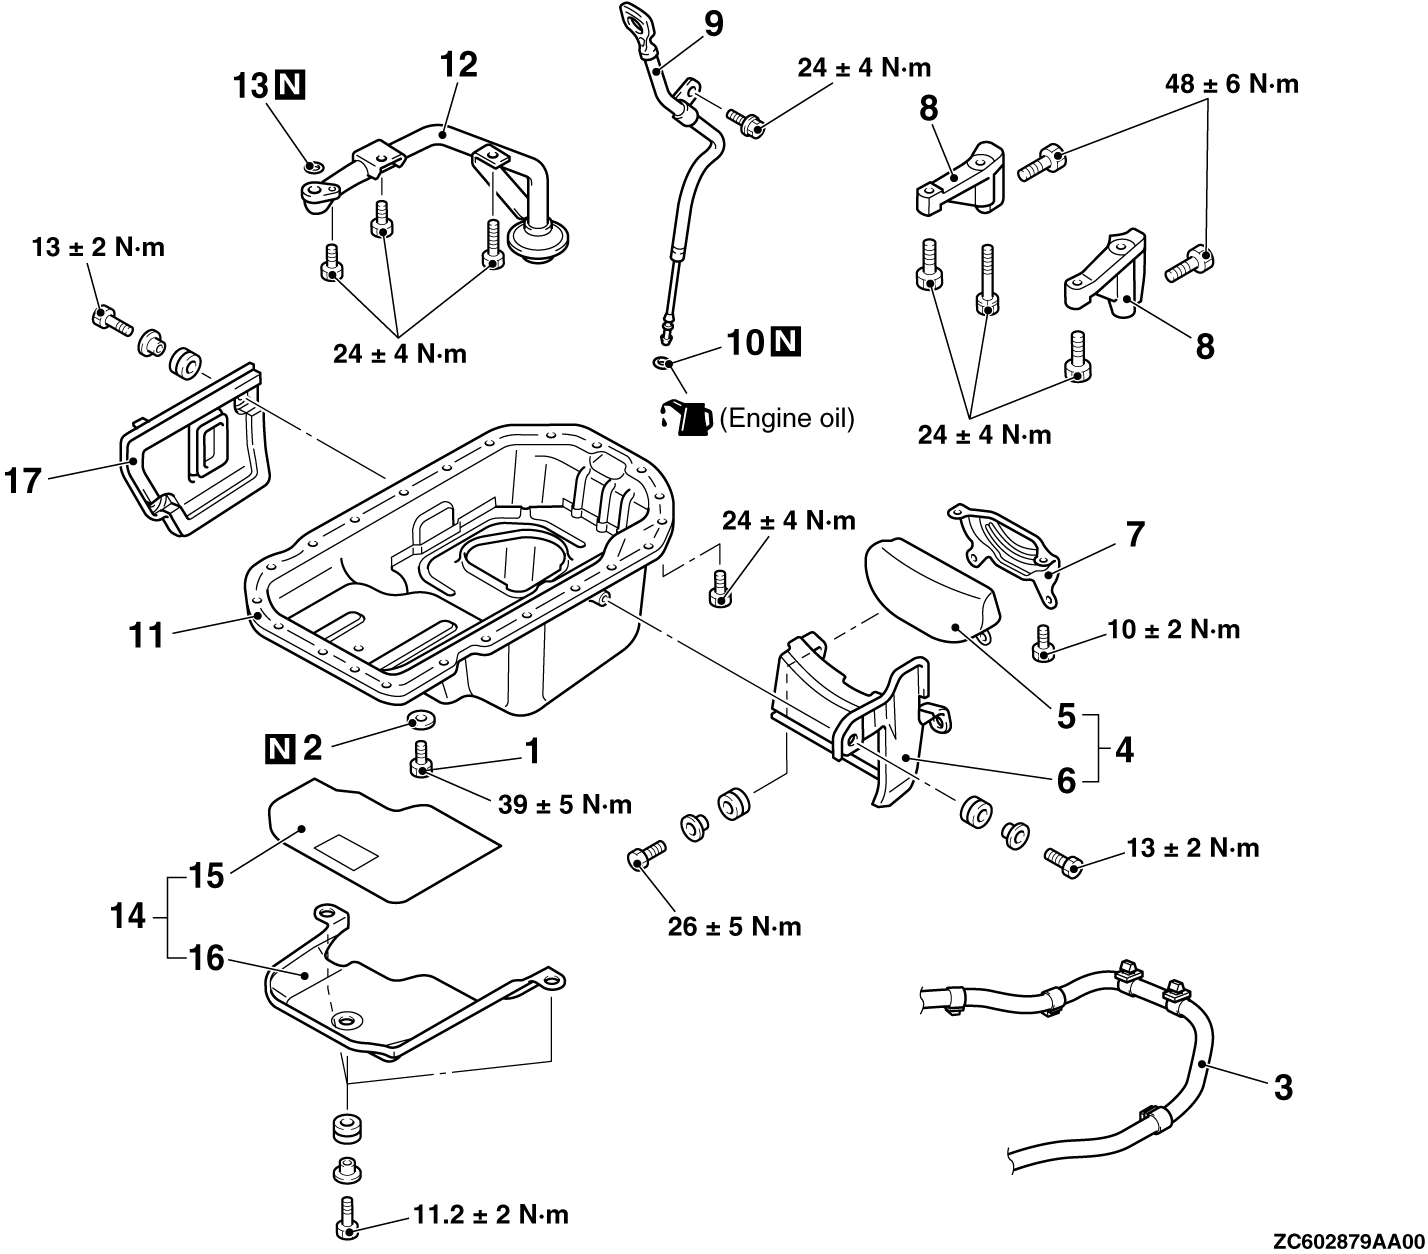 9
12
24 ± 4 N·m
13 N
48 ± 6 N·m
8
13 ± 2 N·m
24 ± 4 N·m
10 N
8
(Engine oil)
24 ± 4 N·m
17
24 ± 4 N·m
7
11
10 ± 2 N·m
5
4
6
N 2
1
39 ± 5 N·m
13 ± 2 N·m
15
14
16
26 ± 5 N·m
3
11.2 ± 2 N·m
ZC602879AA00